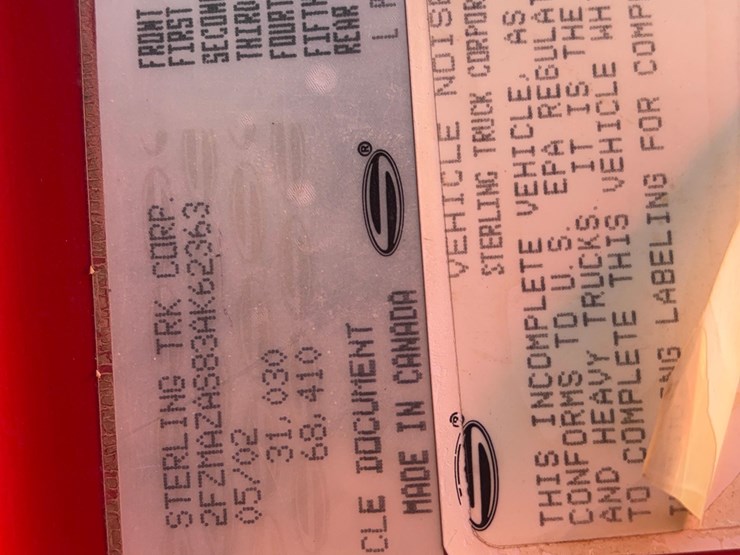 STERLING TRK CORP.
2FZMAZAS83AK62363
05/02
31,030
68,410
CLE DOCUMENT
MADE IN CANADA
®
FRONT
FIRST
SECON
THIRD
FOURT
FIFTH
REAR
VEHICLE NOISE
STERLING TRUCK CORPOR
THIS INCOMPLETE VEHICLE, AS
CONFORMS TO U.S. EPA REGULAT
AND HEAVY TRUCKS. IT IS THE
TO COMPLETE THIS VEHICLE WH
NG LABELING FOR COMP